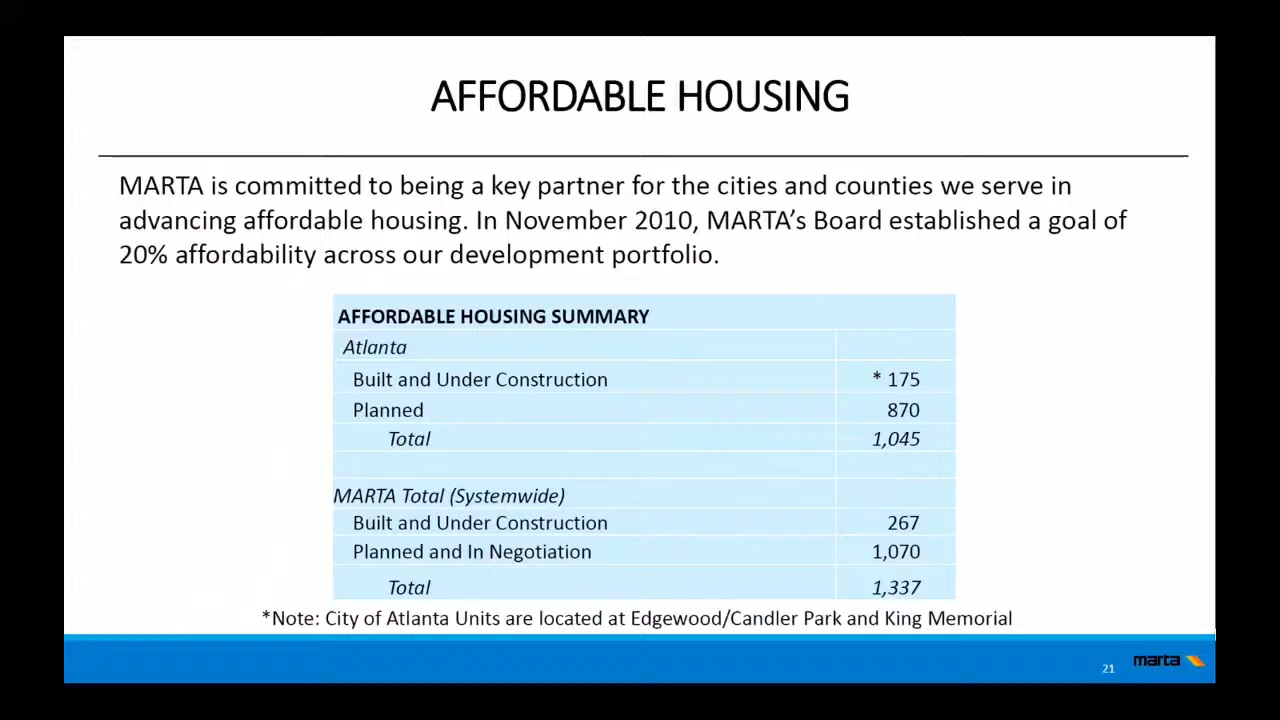 AFFORDABLE HOUSING
MARTA is committed to being a key partner for the cities and counties we serve in
advancing affordable housing. In November 2010, MARTA’s Board established a goal of
20% affordability across our development portfolio.
AFFORDABLE HOUSING SUMMARY
Atlanta
Built and Under Construction * 175
Planned 870
Total 1,045
MARTA Total (Systemwide)
Built and Under Construction 267
Planned and In Negotiation 1,070
Total 1,337
*Note: City of Atlanta Units are located at Edgewood/Candler Park and King Memorial
21 marta